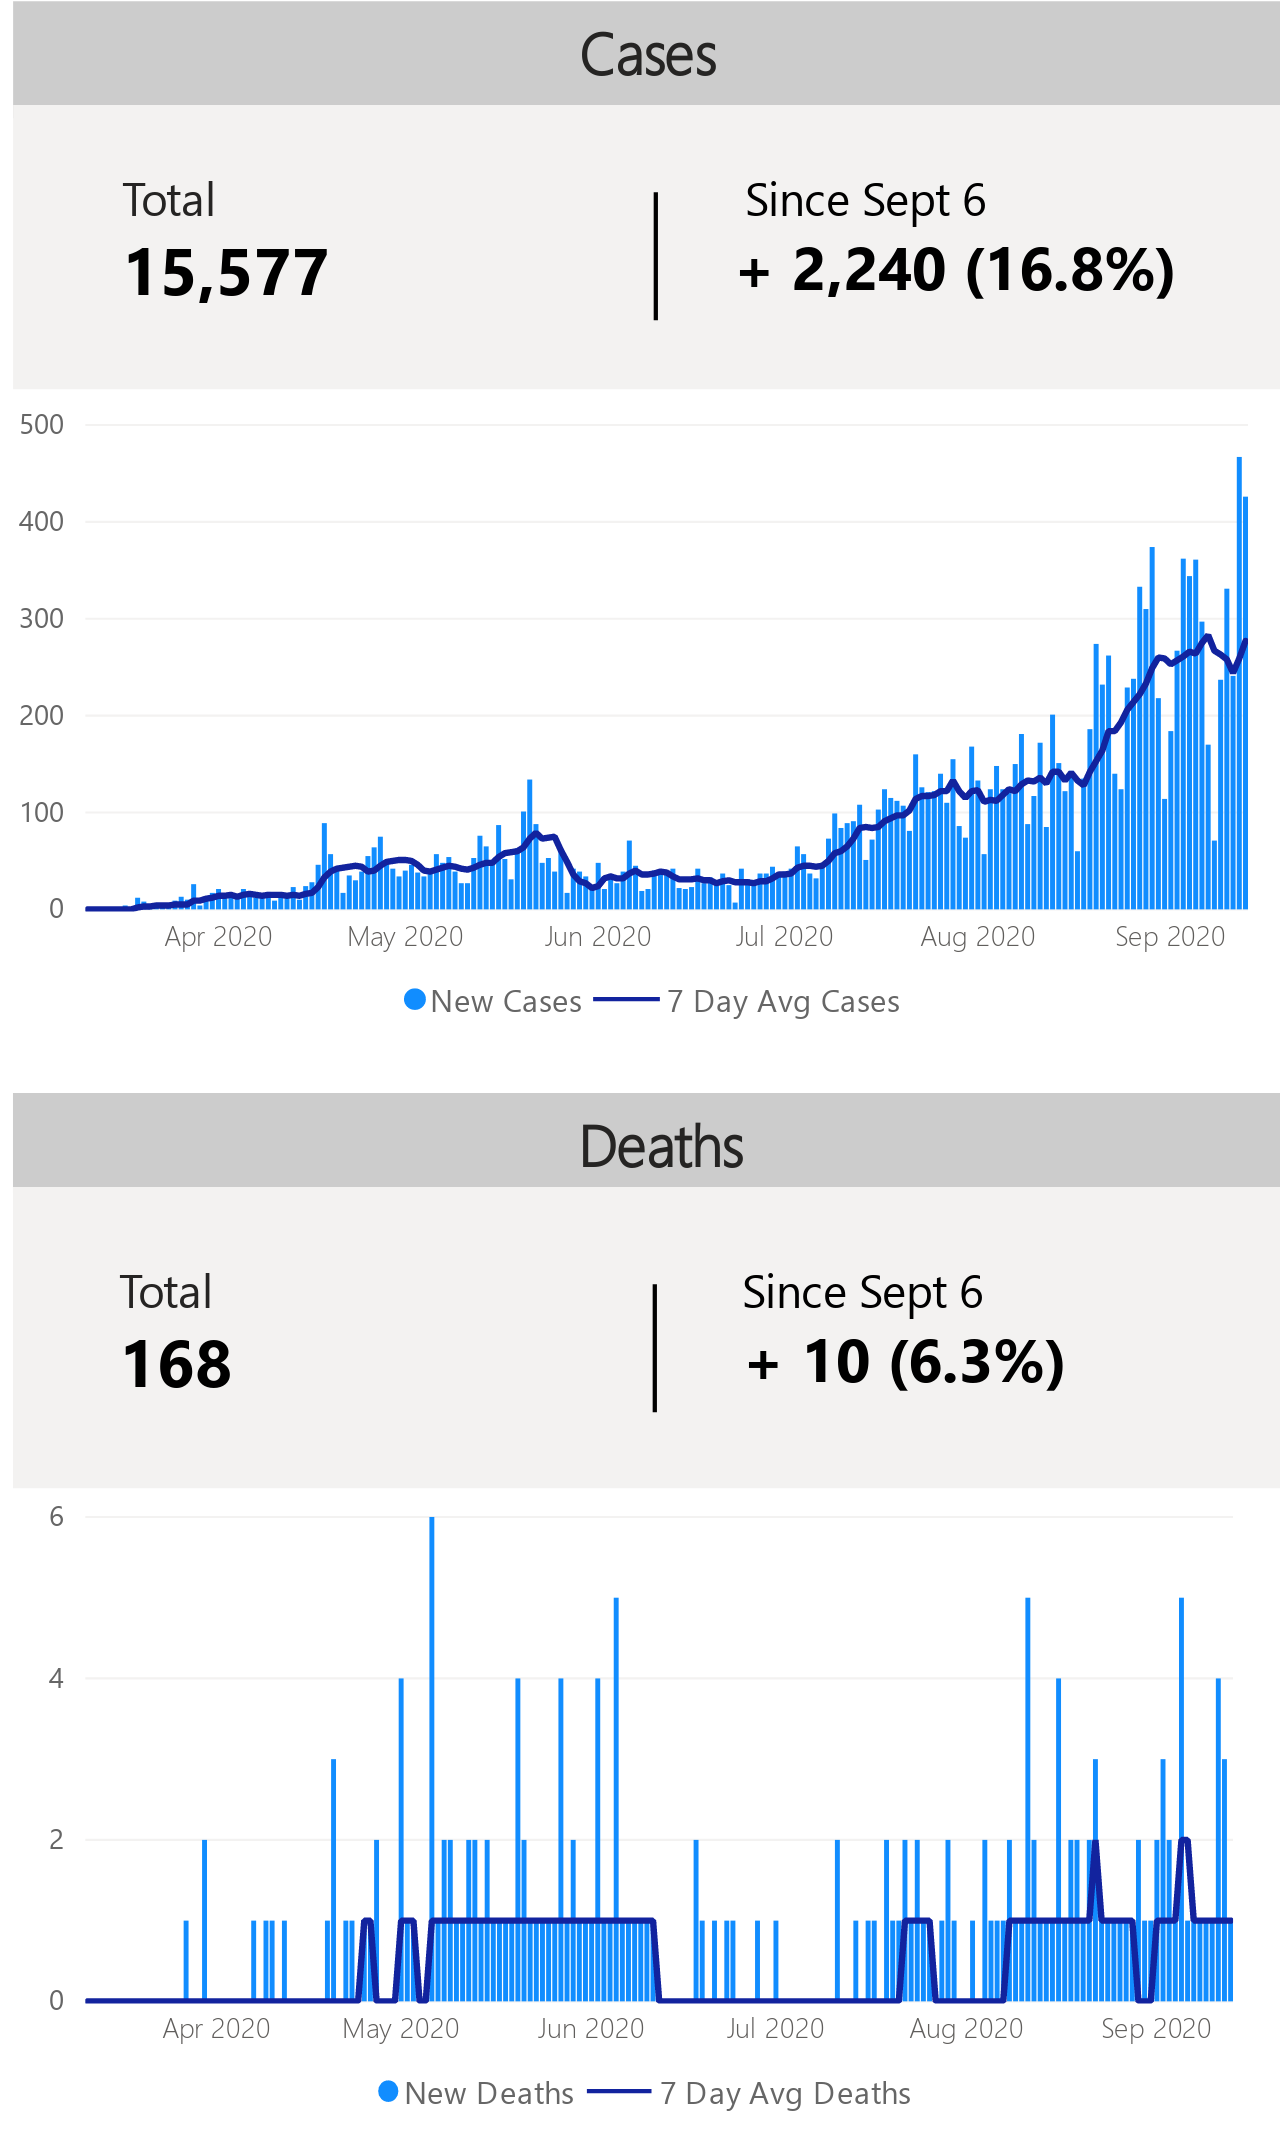 Cases
Total
Since Sept 6
15,577
+ 2,240 (16.8%)
500
400
300
200
100
0
Apr 2020
May 2020
Jun 2020
Jul 2020
Aug 2020
Sep 2020
New Cases
7 Day Avg Cases
Deaths
Total
Since Sept 6
168
+ 10 (6.3%)
6
4
2
0
Apr 2020
May 2020
Jun 2020
Jul 2020
Aug 2020
Sep 2020
New Deaths
7 Day Avg Deaths